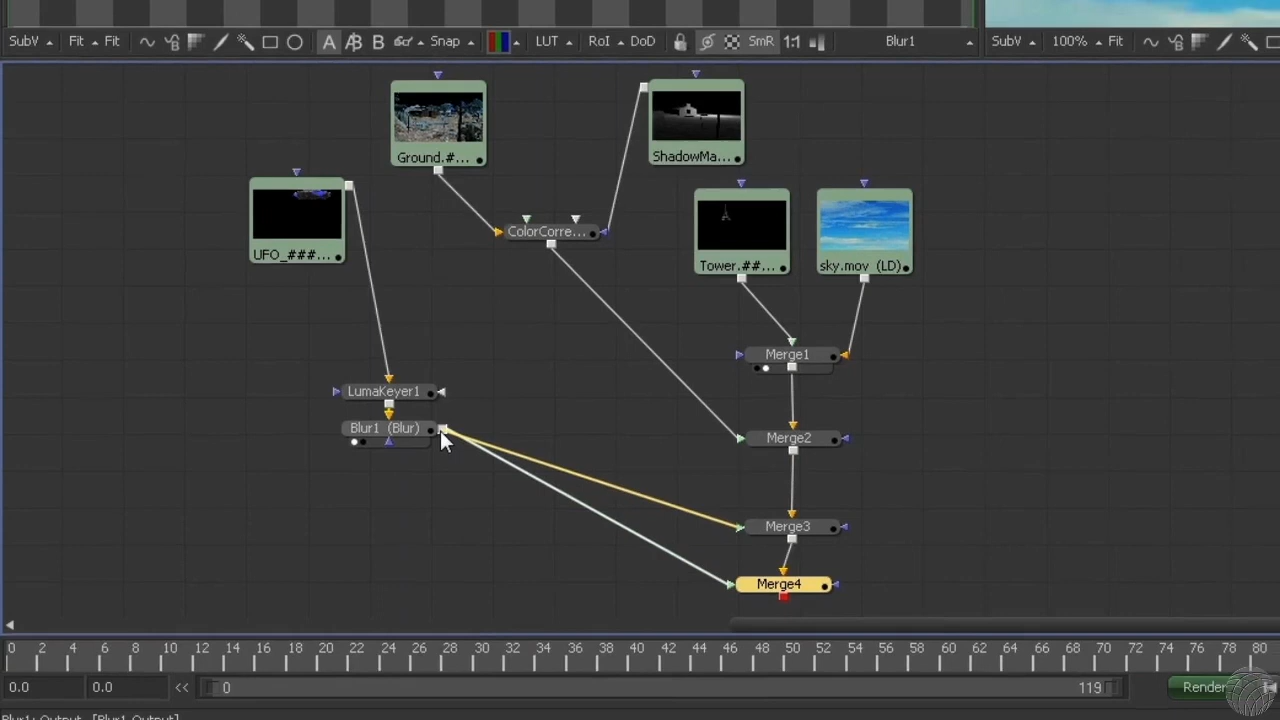 SubV Fit Fit A B B Snap LUT RoI DoD SmR 1:1 Blur1 SubV 100% Fit
Ground.#...
ShadowMa...
UFO_###...
ColorCorre...
Tower.##...
sky.mov (LD)
Merge1
LumaKeyer1
Blur1 (Blur)
Merge2
Merge3
Merge4
0 2 4 6 8 10 12 14 16 18 20 22 24 26 28 30 32 34 36 38 40 42 44 46 48 50 52 54 56 58 60 62 64 66 68 70 72 74 76 78 80
0.0 0.0 << 0 119 Render
Blur1: Output [Blur1.Output]